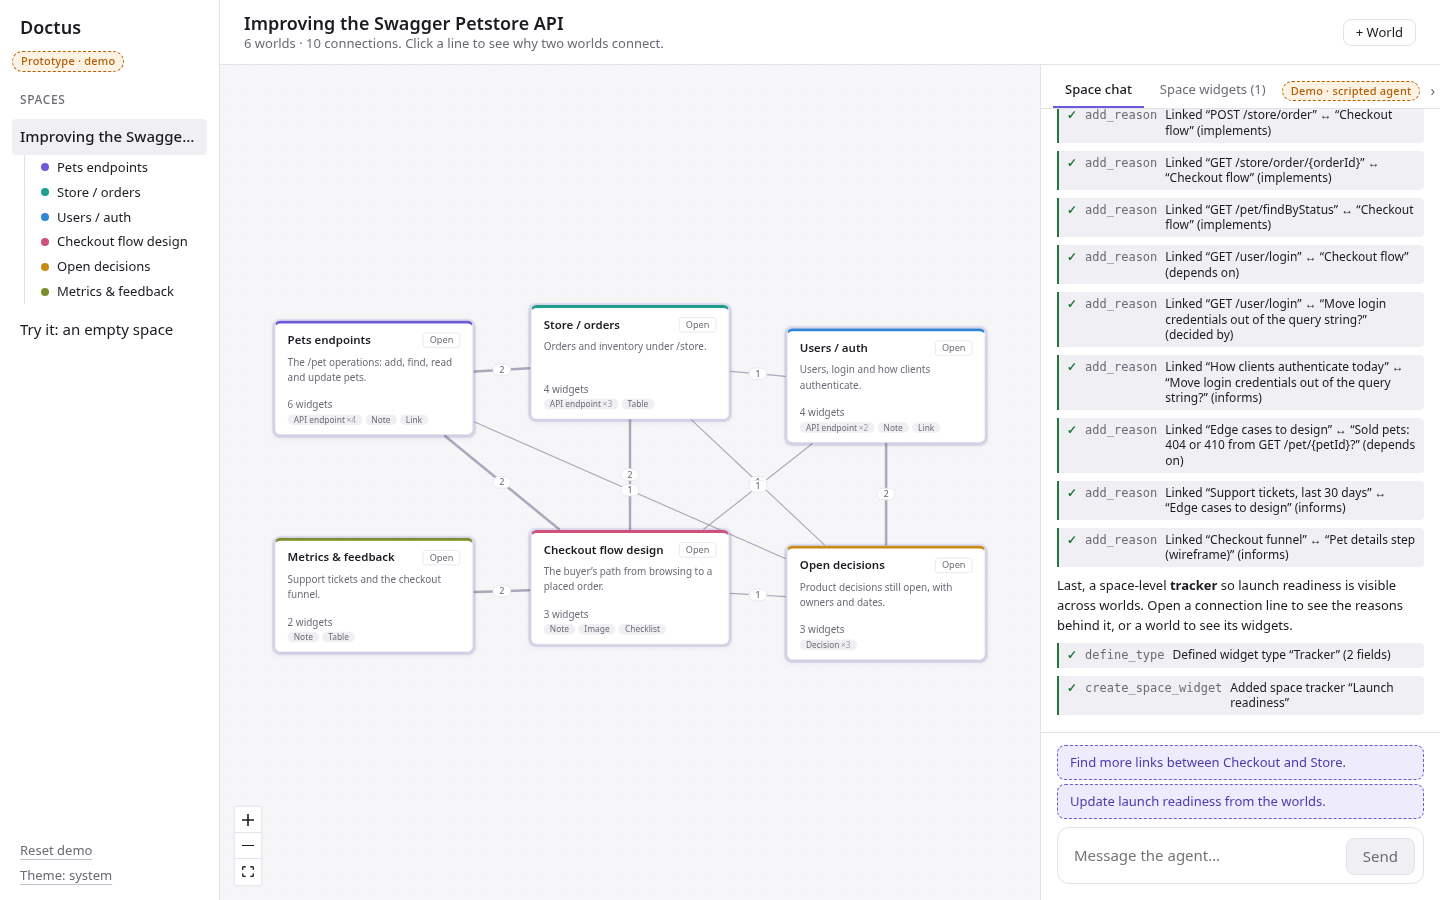 Doctus
Prototype · demo
SPACES
Improving the Swagge...
Pets endpoints
Store / orders
Users / auth
Checkout flow design
Open decisions
Metrics & feedback
Try it: an empty space
Reset demo
Theme: system
Improving the Swagger Petstore API
6 worlds · 10 connections. Click a line to see why two worlds connect.
+ World
Pets endpoints
Open
The /pet operations: add, find, read
and update pets.
6 widgets
API endpoint ×4 Note Link
Store / orders
Open
Orders and inventory under /store.
4 widgets
API endpoint ×3 Table
Users / auth
Open
Users, login and how clients
authenticate.
4 widgets
API endpoint ×2 Note Link
2
1
2
2
1
1
2
Metrics & feedback
Open
Support tickets and the checkout
funnel.
2 widgets
Note Table
Checkout flow design
Open
The buyer's path from browsing to a
placed order.
3 widgets
Note Image Checklist
Open decisions
Open
Product decisions still open, with
owners and dates.
3 widgets
Decision ×3
2
1
Space chat
Space widgets (1)
Demo · scripted agent
›
✓ add_reason Linked “POST /store/order” ↔ “Checkout
flow” (implements)
✓ add_reason Linked “GET /store/order/{orderId}” ↔
“Checkout flow” (implements)
✓ add_reason Linked “GET /pet/findByStatus” ↔ “Checkout
flow” (implements)
✓ add_reason Linked “GET /user/login” ↔ “Checkout flow”
(depends on)
✓ add_reason Linked “GET /user/login” ↔ “Move login
credentials out of the query string?”
(decided by)
✓ add_reason Linked “How clients authenticate today” ↔
“Move login credentials out of the query
string?” (informs)
✓ add_reason Linked “Edge cases to design” ↔ “Sold pets:
404 or 410 from GET /pet/{petId}?” (depends
on)
✓ add_reason Linked “Support tickets, last 30 days” ↔
“Edge cases to design” (informs)
✓ add_reason Linked “Checkout funnel” ↔ “Pet details step
(wireframe)” (informs)
Last, a space-level tracker so launch readiness is visible
across worlds. Open a connection line to see the reasons
behind it, or a world to see its widgets.
✓ define_type Defined widget type “Tracker” (2 fields)
✓ create_space_widget Added space tracker “Launch
readiness”
Find more links between Checkout and Store.
Update launch readiness from the worlds.
Message the agent...
Send